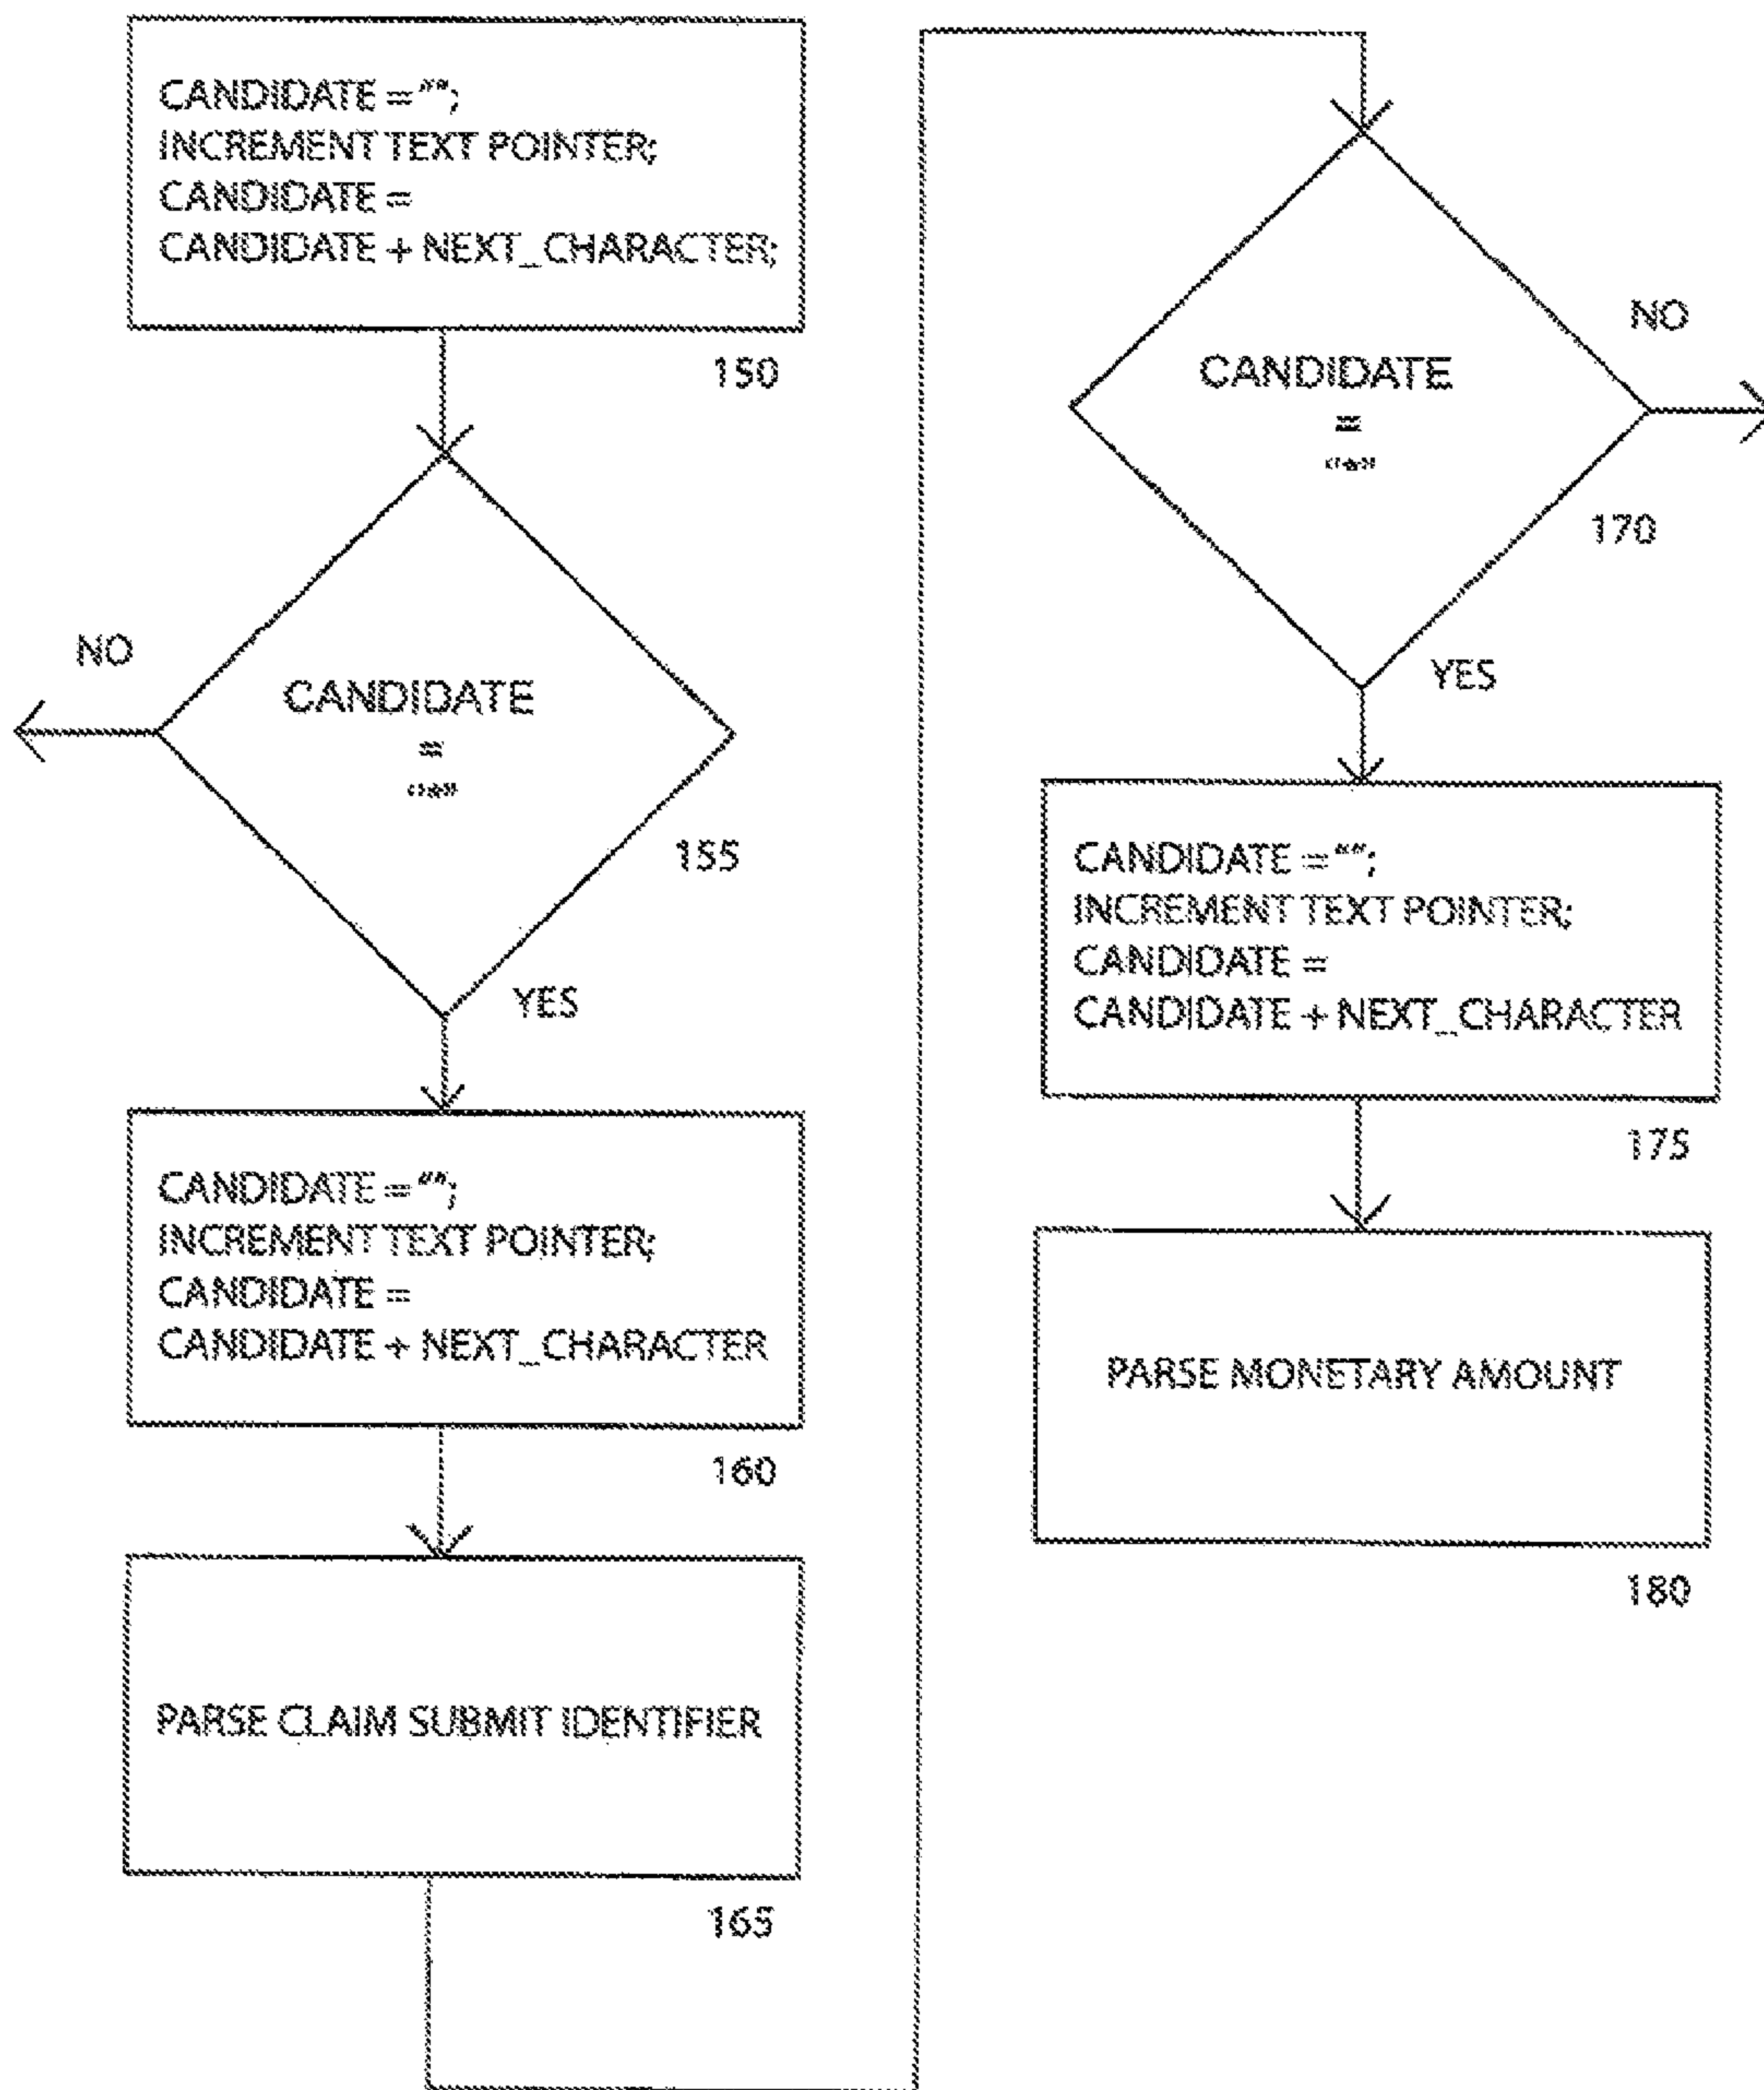 CANDIDATE = "";
INCREMENT TEXT POINTER;
CANDIDATE =
CANDIDATE + NEXT_CHARACTER;
150
CANDIDATE
=
NO
155
YES
CANDIDATE = "";
INCREMENT TEXT POINTER;
CANDIDATE =
CANDIDATE + NEXT_CHARACTER
160
PARSE CLAIM SUBMIT IDENTIFIER
165
CANDIDATE
=
NO
170
YES
CANDIDATE = "";
INCREMENT TEXT POINTER;
CANDIDATE =
CANDIDATE + NEXT_CHARACTER
175
PARSE MONETARY AMOUNT
180